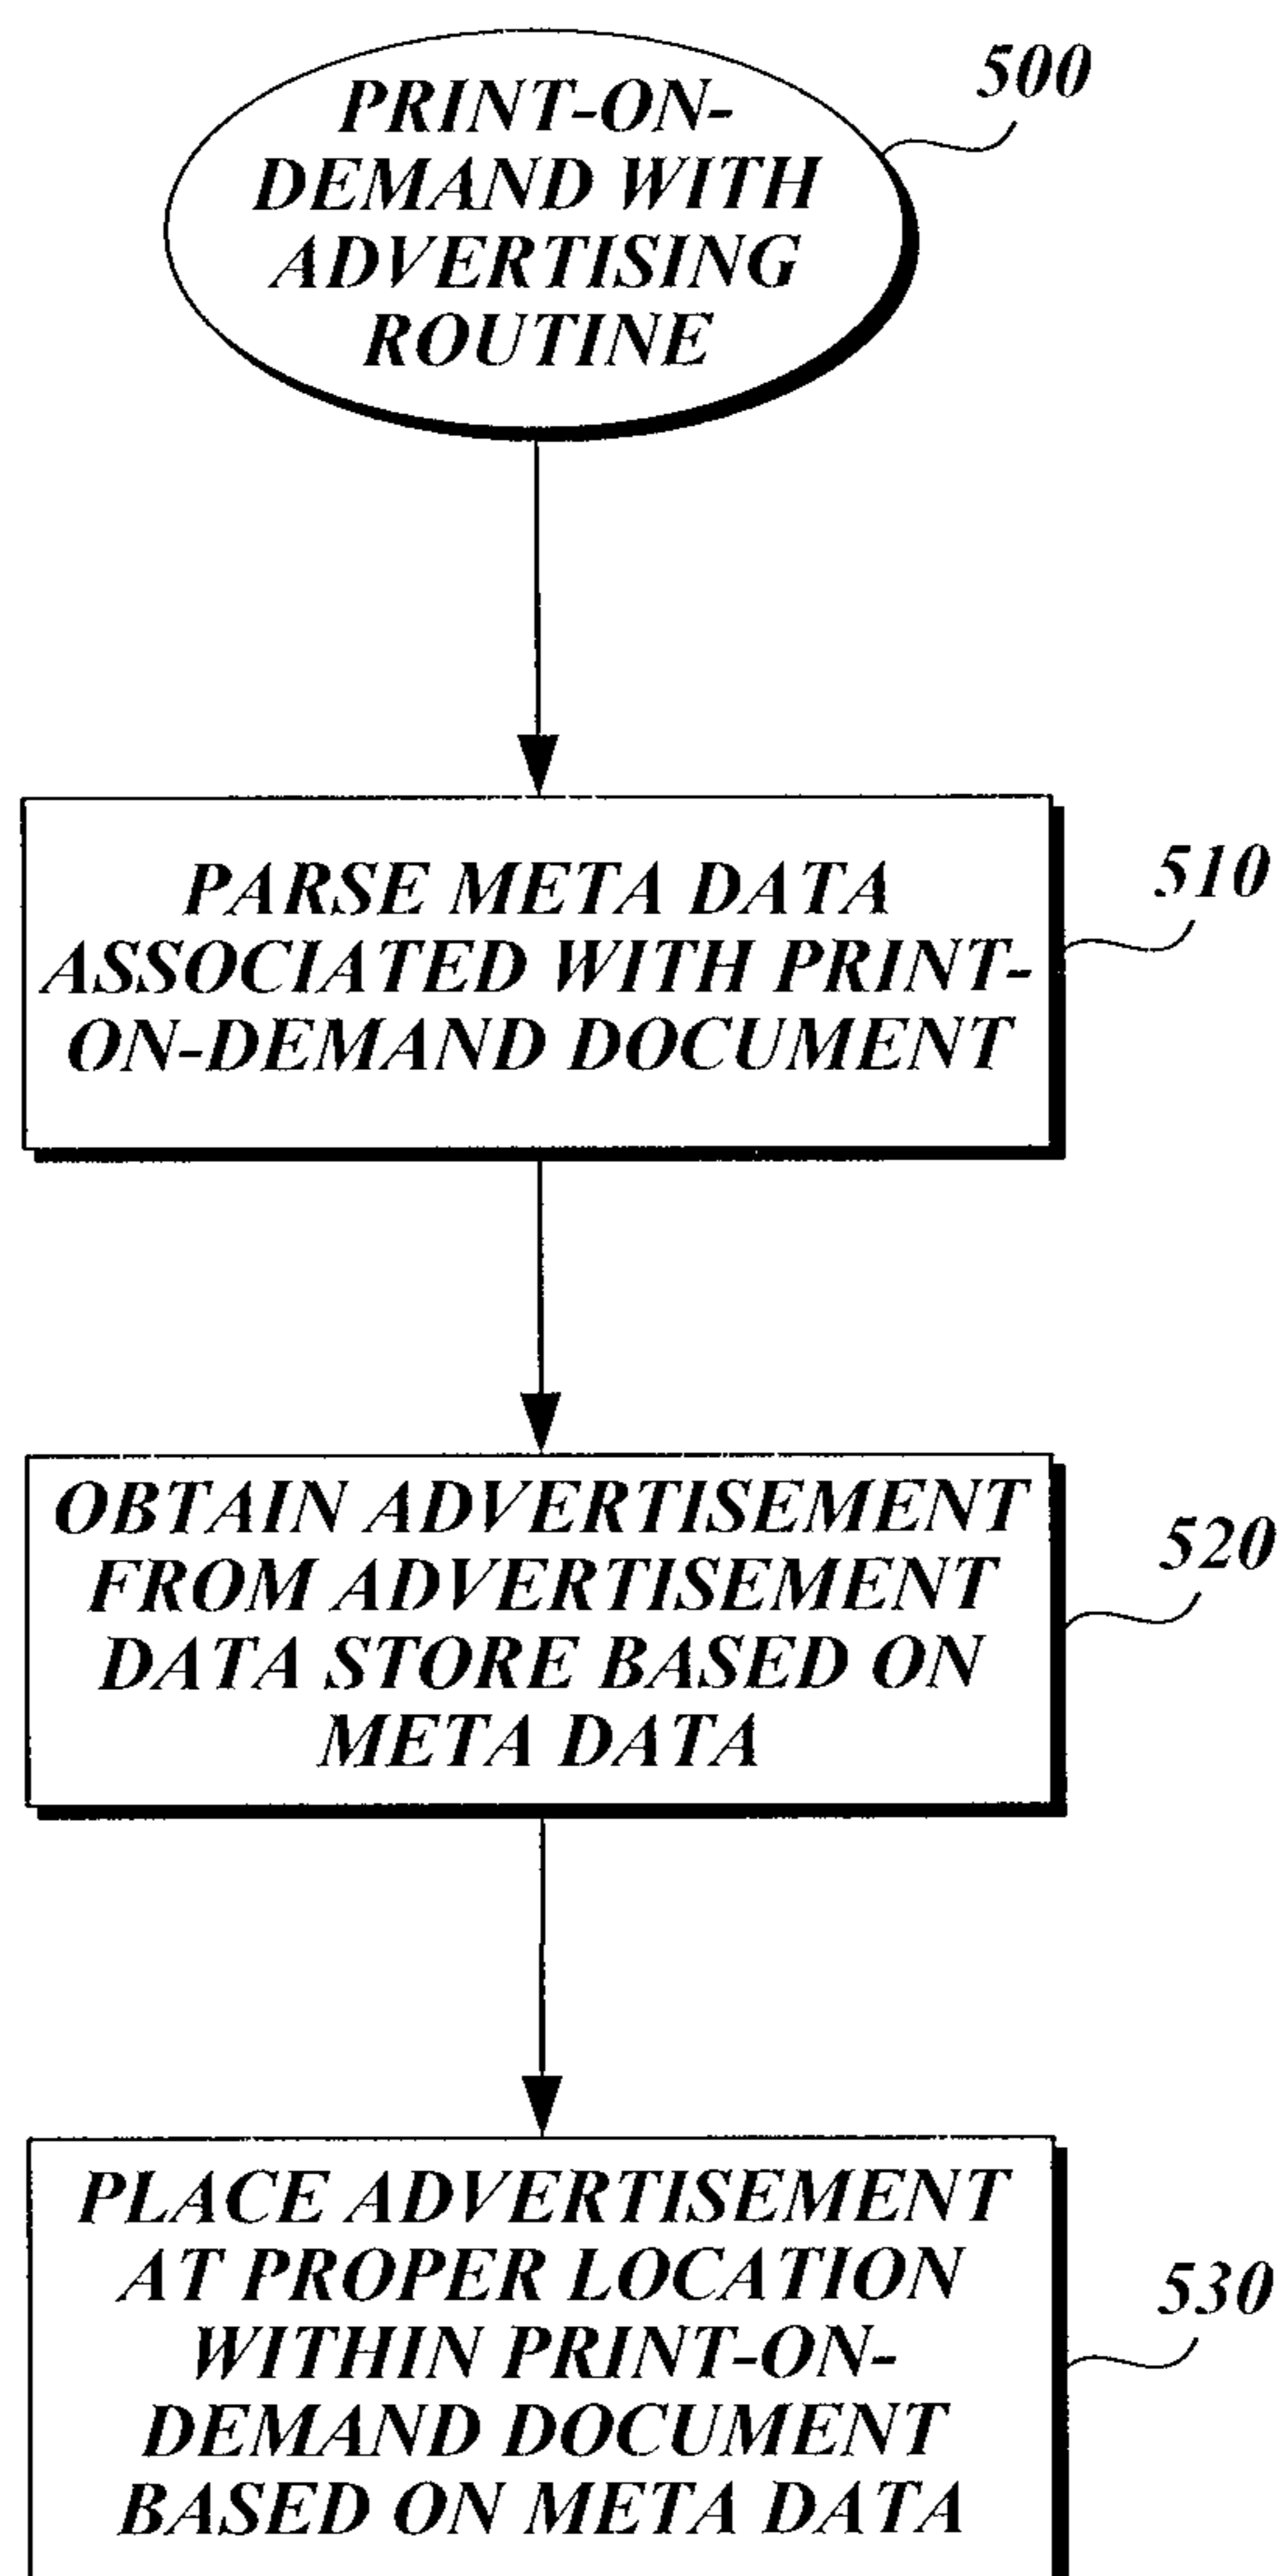 PRINT-ON-
DEMAND WITH
ADVERTISING
ROUTINE
500
PARSE META DATA
ASSOCIATED WITH PRINT-
ON-DEMAND DOCUMENT
510
OBTAIN ADVERTISEMENT
FROM ADVERTISEMENT
DATA STORE BASED ON
META DATA
520
PLACE ADVERTISEMENT
AT PROPER LOCATION
WITHIN PRINT-ON-
DEMAND DOCUMENT
BASED ON META DATA
530